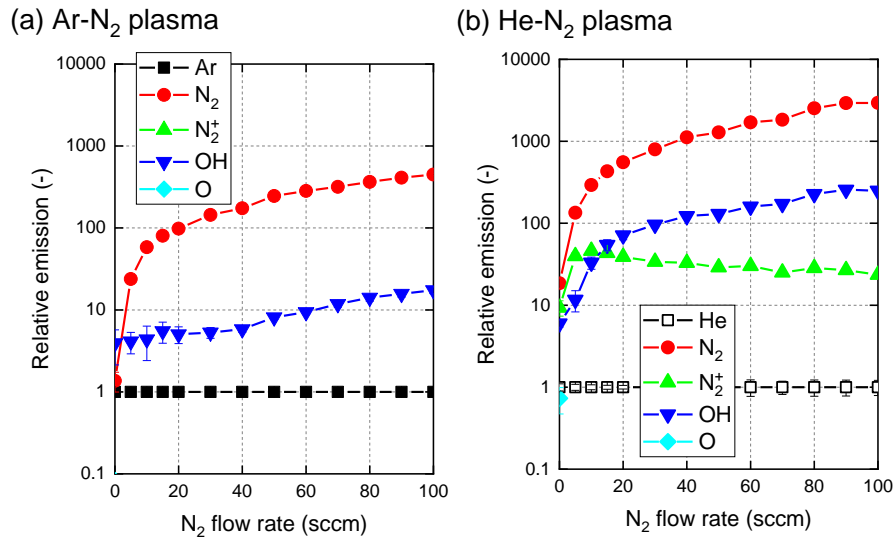 (a) Ar-N₂ plasma
10000
1000
100
10
1
0.1
Relative emission (-)
Ar
N₂
N₂⁺
OH
O
0 20 40 60 80 100
N₂ flow rate (sccm)
(b) He-N₂ plasma
10000
1000
100
10
1
0.1
Relative emission (-)
He
N₂
N₂⁺
OH
O
0 20 40 60 80 100
N₂ flow rate (sccm)